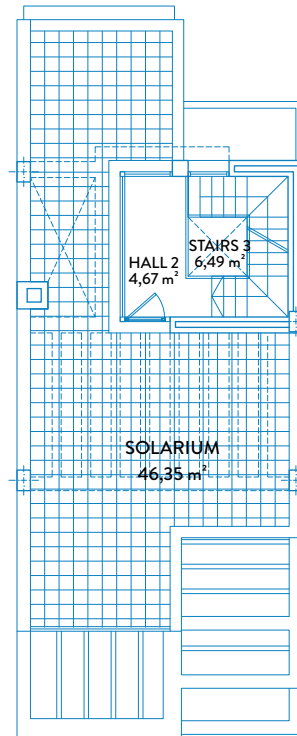 STAIRS 3
6,49 m²
HALL 2
4,67 m²
SOLARIUM
46,35 m²